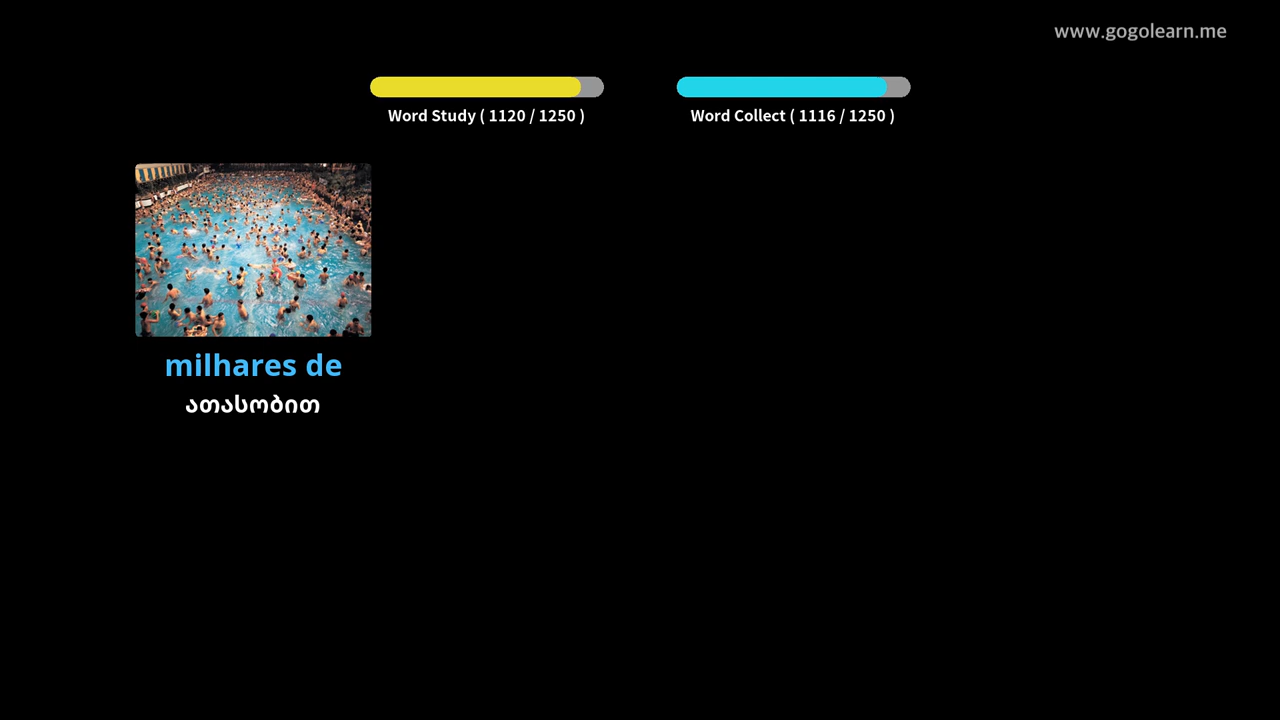 www.gogolearn.me
Word Study ( 1120 / 1250 )
Word Collect ( 1116 / 1250 )
milhares de
ათასობით